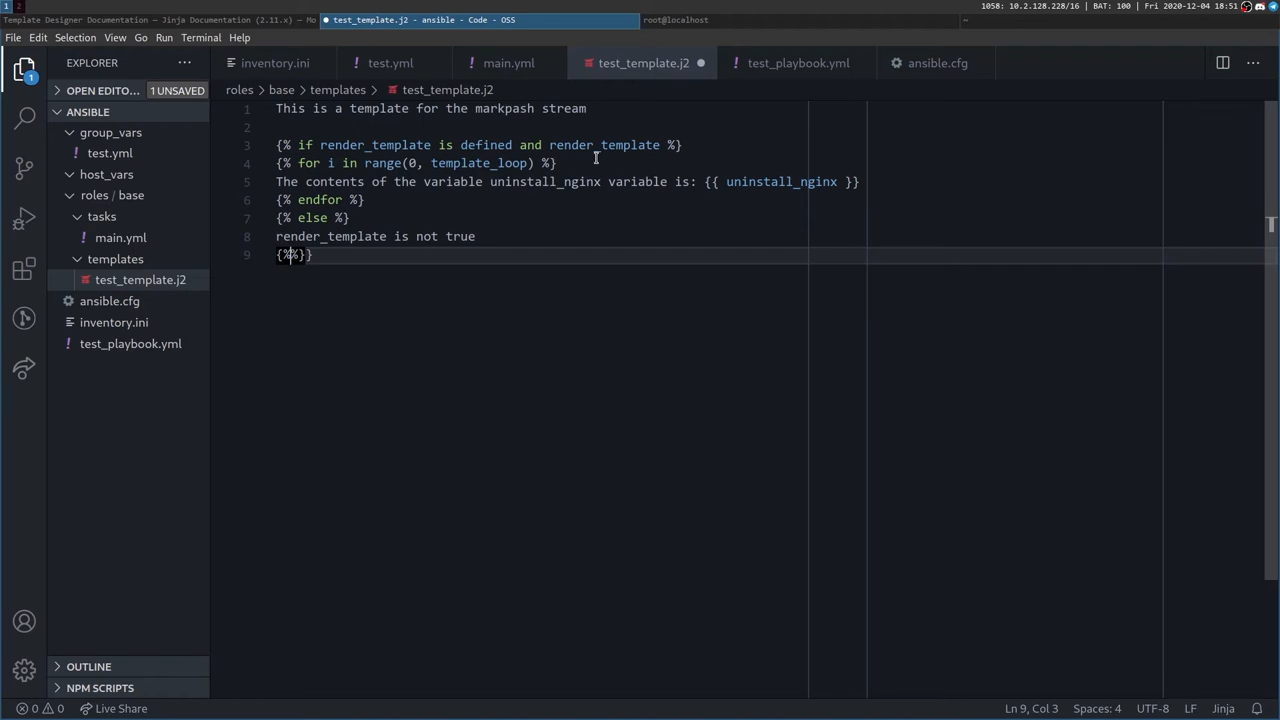 1 2 1058: 10.2.128.228/16 | BAT: 100 | Fri 2020-12-04 18:51
Template Designer Documentation — Jinja Documentation (2.11.x) — Mo test_template.j2 - ansible - Code - OSS root@localhost
File Edit Selection View Go Run Terminal Help
EXPLORER inventory.ini test.yml main.yml test_template.j2 test_playbook.yml ansible.cfg
1
OPEN EDITO... 1 UNSAVED roles > base > templates > test_template.j2
ANSIBLE
group_vars
test.yml
host_vars
roles / base
tasks
main.yml
templates
test_template.j2
ansible.cfg
inventory.ini
test_playbook.yml
1 This is a template for the markpash stream
2
3 {% if render_template is defined and render_template %}
4 {% for i in range(0, template_loop) %}
5 The contents of the variable uninstall_nginx variable is: {{ uninstall_nginx }}
6 {% endfor %}
7 {% else %}
8 render_template is not true
9 {%%}}
OUTLINE
NPM SCRIPTS
0 0 Live Share Ln 9, Col 3 Spaces: 4 UTF-8 LF Jinja